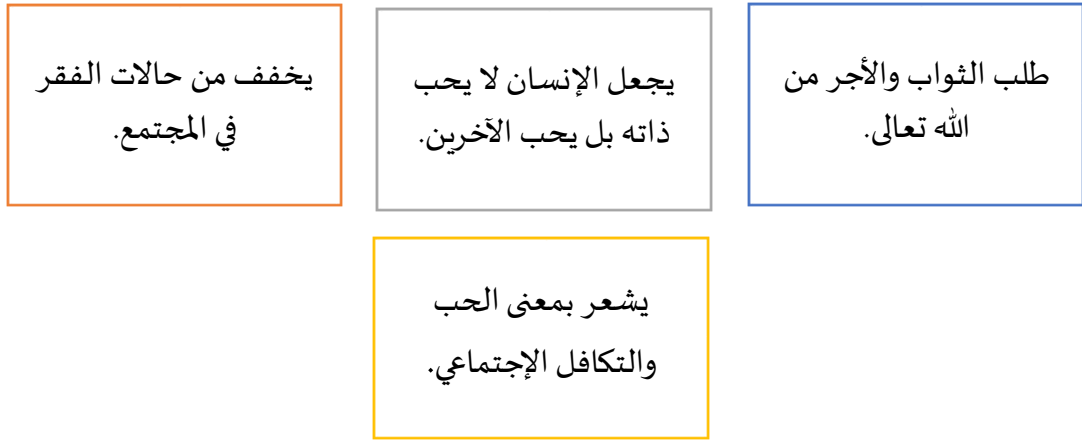 طلب الثواب والأجر من
الله تعالى.
يجعل الإنسان لا يحب
ذاته بل يحب الآخرين.
يخفف من حالات الفقر
في المجتمع.
يشعر بمعنى الحب
والتكافل الإجتماعي.